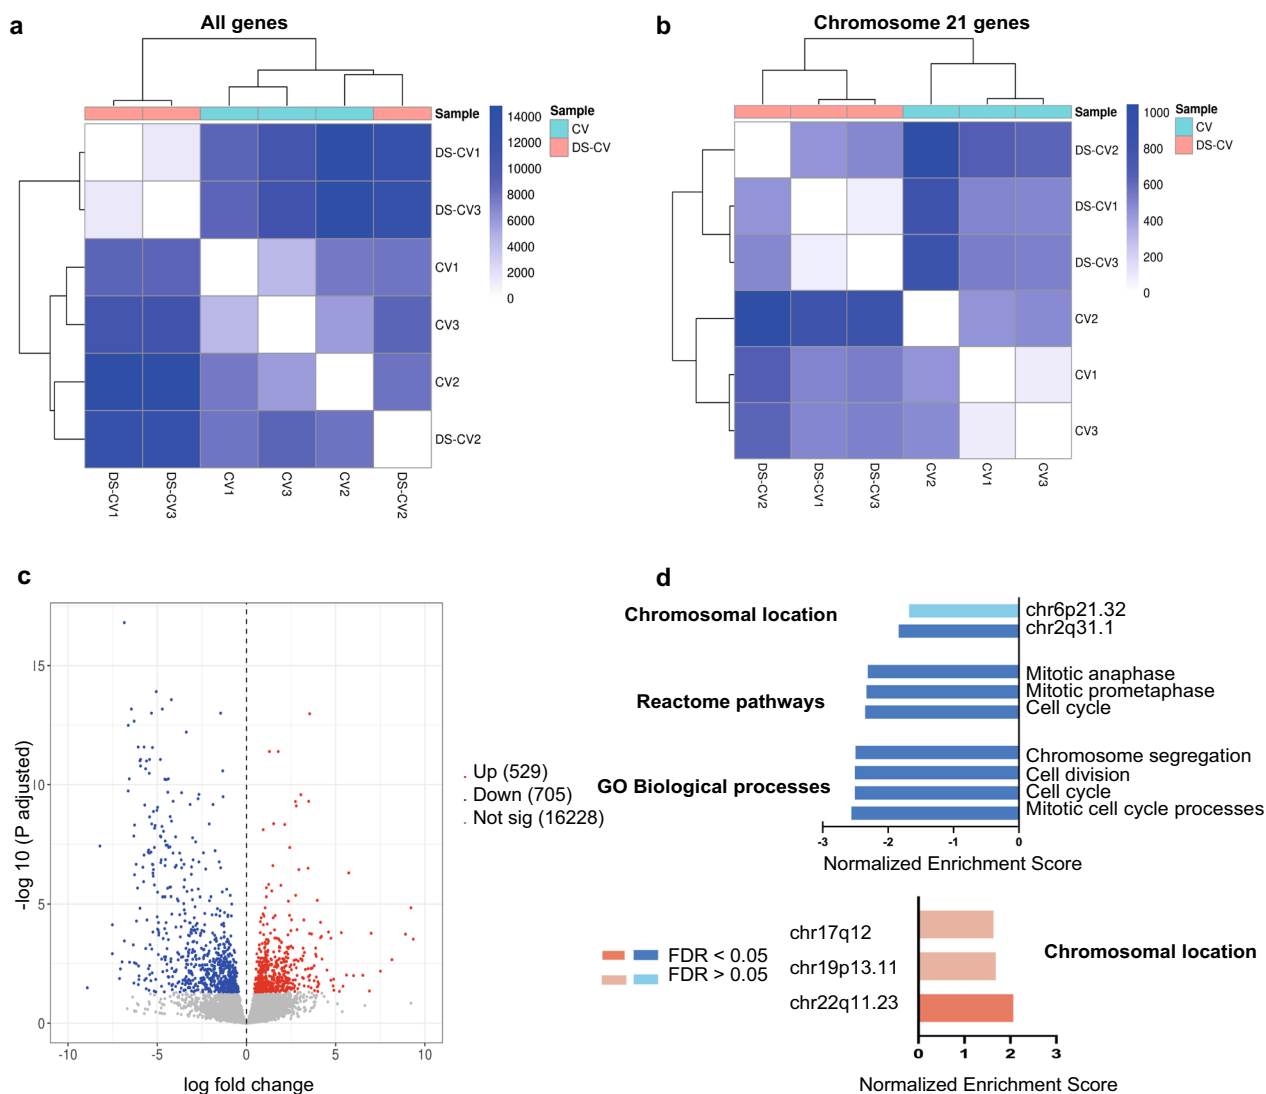 a
All genes
Sample
DS-CV1
DS-CV3
CV1
CV3
CV2
DS-CV2
DS-CV1
DS-CV3
CV1
CV3
CV2
DS-CV2
14000
12000
10000
8000
6000
4000
2000
0
Sample
CV
DS-CV
b
Chromosome 21 genes
Sample
DS-CV2
DS-CV1
DS-CV3
CV2
CV1
CV3
DS-CV2
DS-CV1
DS-CV3
CV2
CV1
CV3
1000
800
600
400
200
0
Sample
CV
DS-CV
c
-log 10 (P adjusted)
15
10
5
0
-10
-5
0
5
10
log fold change
Up (529)
Down (705)
Not sig (16228)
d
Chromosomal location
chr6p21.32
chr2q31.1
Reactome pathways
Mitotic anaphase
Mitotic prometaphase
Cell cycle
GO Biological processes
Chromosome segregation
Cell division
Cell cycle
Mitotic cell cycle processes
-3
-2
-1
0
Normalized Enrichment Score
FDR < 0.05
FDR > 0.05
chr17q12
chr19p13.11
chr22q11.23
Chromosomal location
0
1
2
3
Normalized Enrichment Score